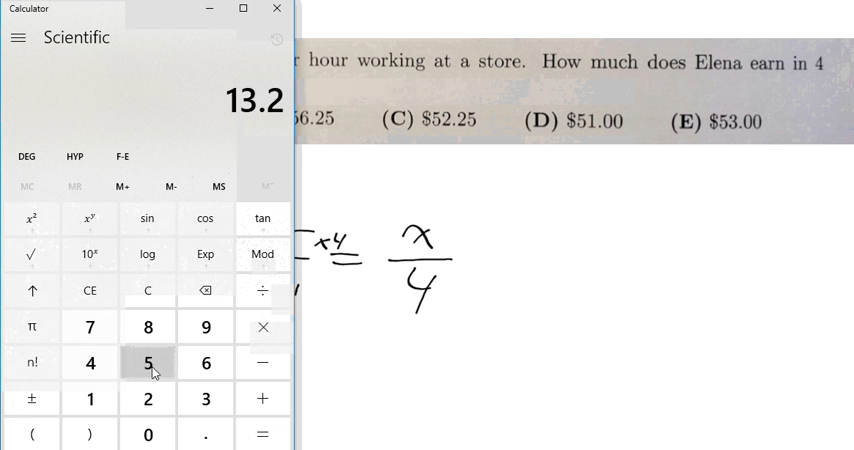 Calculator
Scientific
13.2
r hour working at a store. How much does Elena earn in 4
56.25 (C) $52.25 (D) $51.00 (E) $53.00
DEG HYP F-E
MC MR M+ M- MS
x² xʸ sin cos tan
√ 10ˣ log Exp Mod
↑ CE C ⌫ ÷
π 7 8 9 ×
n! 4 5 6 −
± 1 2 3 +
( ) 0 . =
×4 = x
4